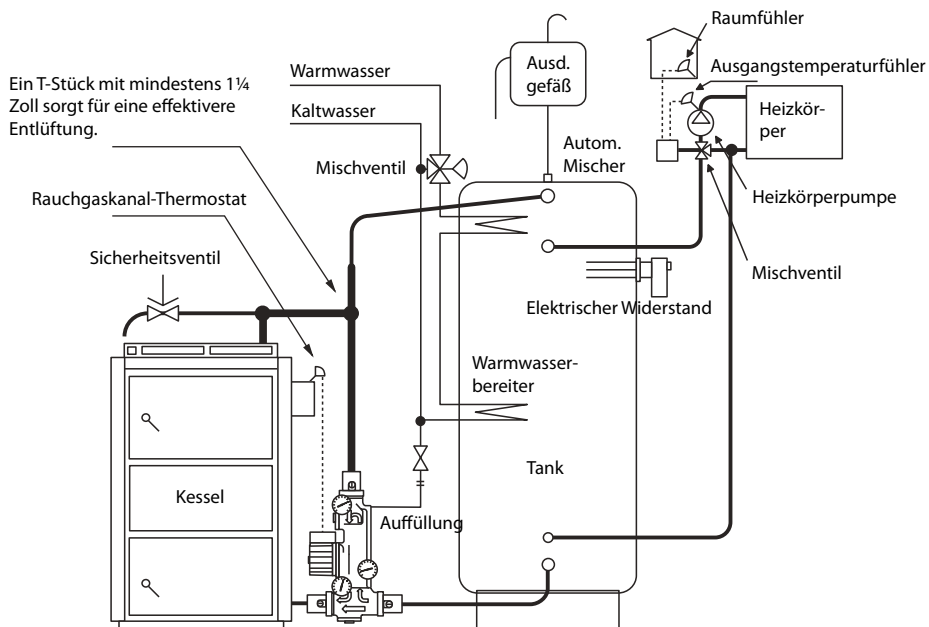 Ein T-Stück mit mindestens 1¼
Zoll sorgt für eine effektivere
Entlüftung.
Rauchgaskanal-Thermostat
Sicherheitsventil
Warmwasser
Kaltwasser
Mischventil
Ausd.
gefäß
Autom.
Mischer
Raumfühler
Ausgangstemperaturfühler
Heizkör-
per
Heizkörperpumpe
Mischventil
Elektrischer Widerstand
Warmwasser-
bereiter
Tank
Kessel
Auffüllung